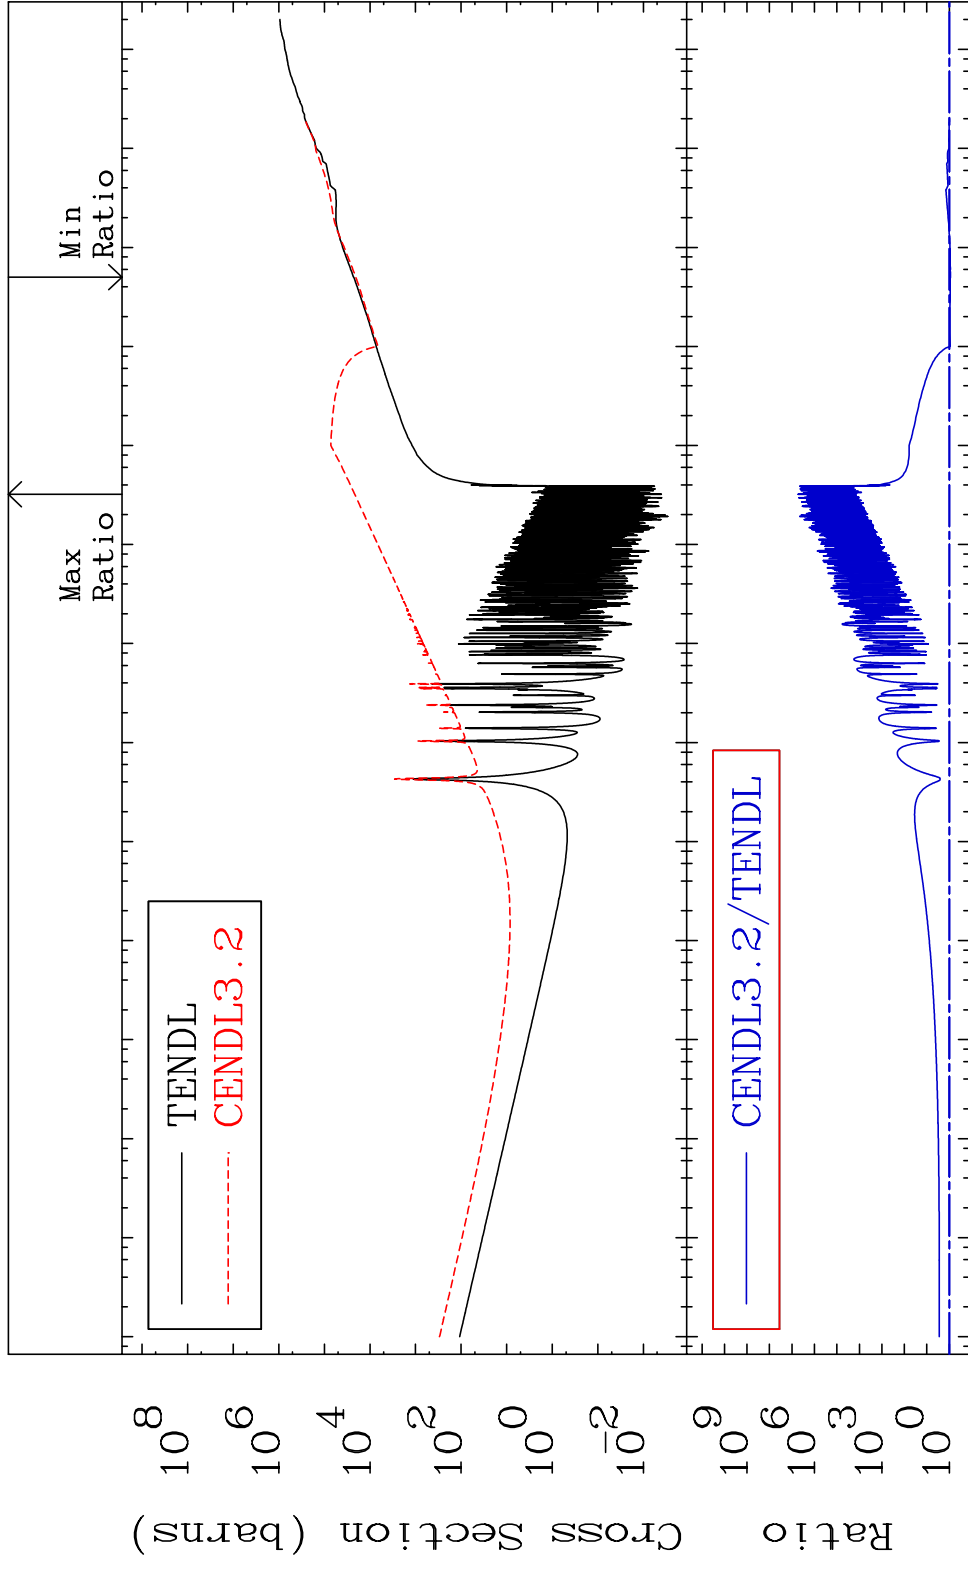 Max
Ratio
Min
Ratio
10^8
10^6
10^4
10^2
10^0
10^-2
Cross Section (barns)
TENDL
CENDL3.2
10^9
10^6
10^3
10^0
Ratio
CENDL3.2/TENDL